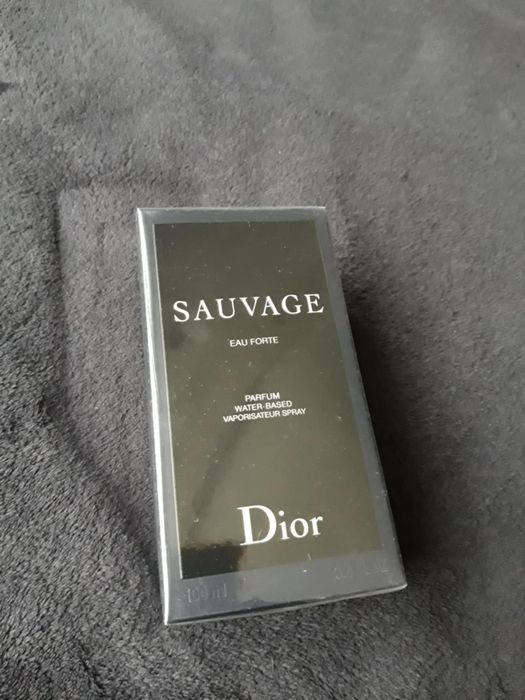 SAUVAGE
EAU FORTE
PARFUM
WATER-BASED
VAPORISATEUR SPRAY
Dior
100 ml